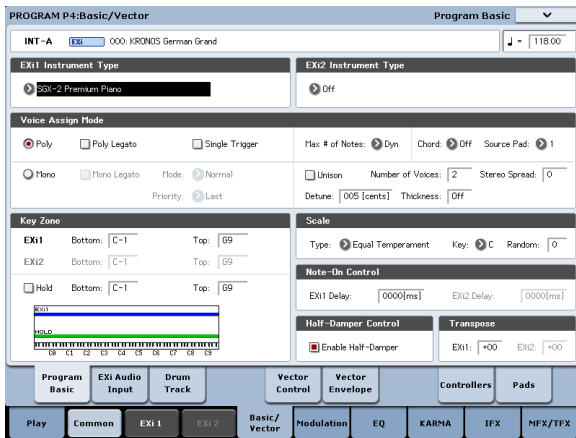 PROGRAM P4:Basic/Vector Program Basic
INT-A EXi 000: KRONOS German Grand ♩ = 118.00
EXi1 Instrument Type EXi2 Instrument Type
SGX-2 Premium Piano Off
Voice Assign Mode
Poly Poly Legato Single Trigger Max # of Notes: Dyn Chord: Off Source Pad: 1
Mono Mono Legato Mode: Normal Unison Number of Voices: 2 Stereo Spread: 0
Priority: Last Detune: 005 [cents] Thickness: Off
Key Zone Scale
EXi1 Bottom: C-1 Top: G9 Type: Equal Temperament Key: C Random: 0
EXi2 Bottom: C-1 Top: G9
Note-On Control
Hold Bottom: C-1 Top: G9 EXi1 Delay: 0000[ms] EXi2 Delay: 0000[ms]
EXi1
Half-Damper Control Transpose
HOLD
Enable Half-Damper EXi1: +00 EXi2: +00
C0 C1 C2 C3 C4 C5 C6 C7 C8 C9
Program Basic EXi Audio Input Drum Track Vector Control Vector Envelope Controllers Pads
Play Common EXi 1 EXi 2 Basic/Vector Modulation EQ KARMA IFX MFX/TFX